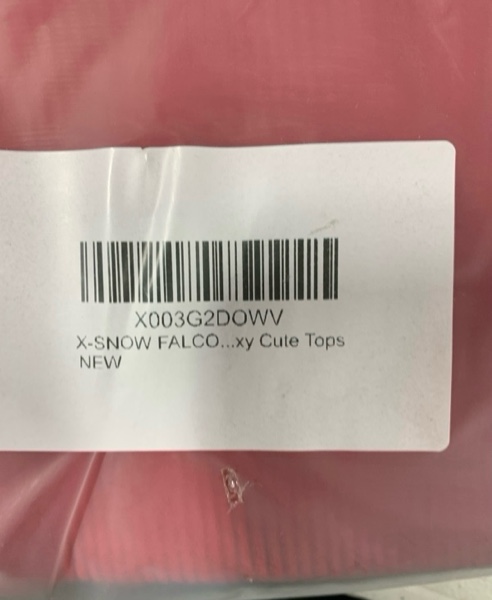 X003G2DOWV
X-SNOW FALCO...xy Cute Tops
NEW